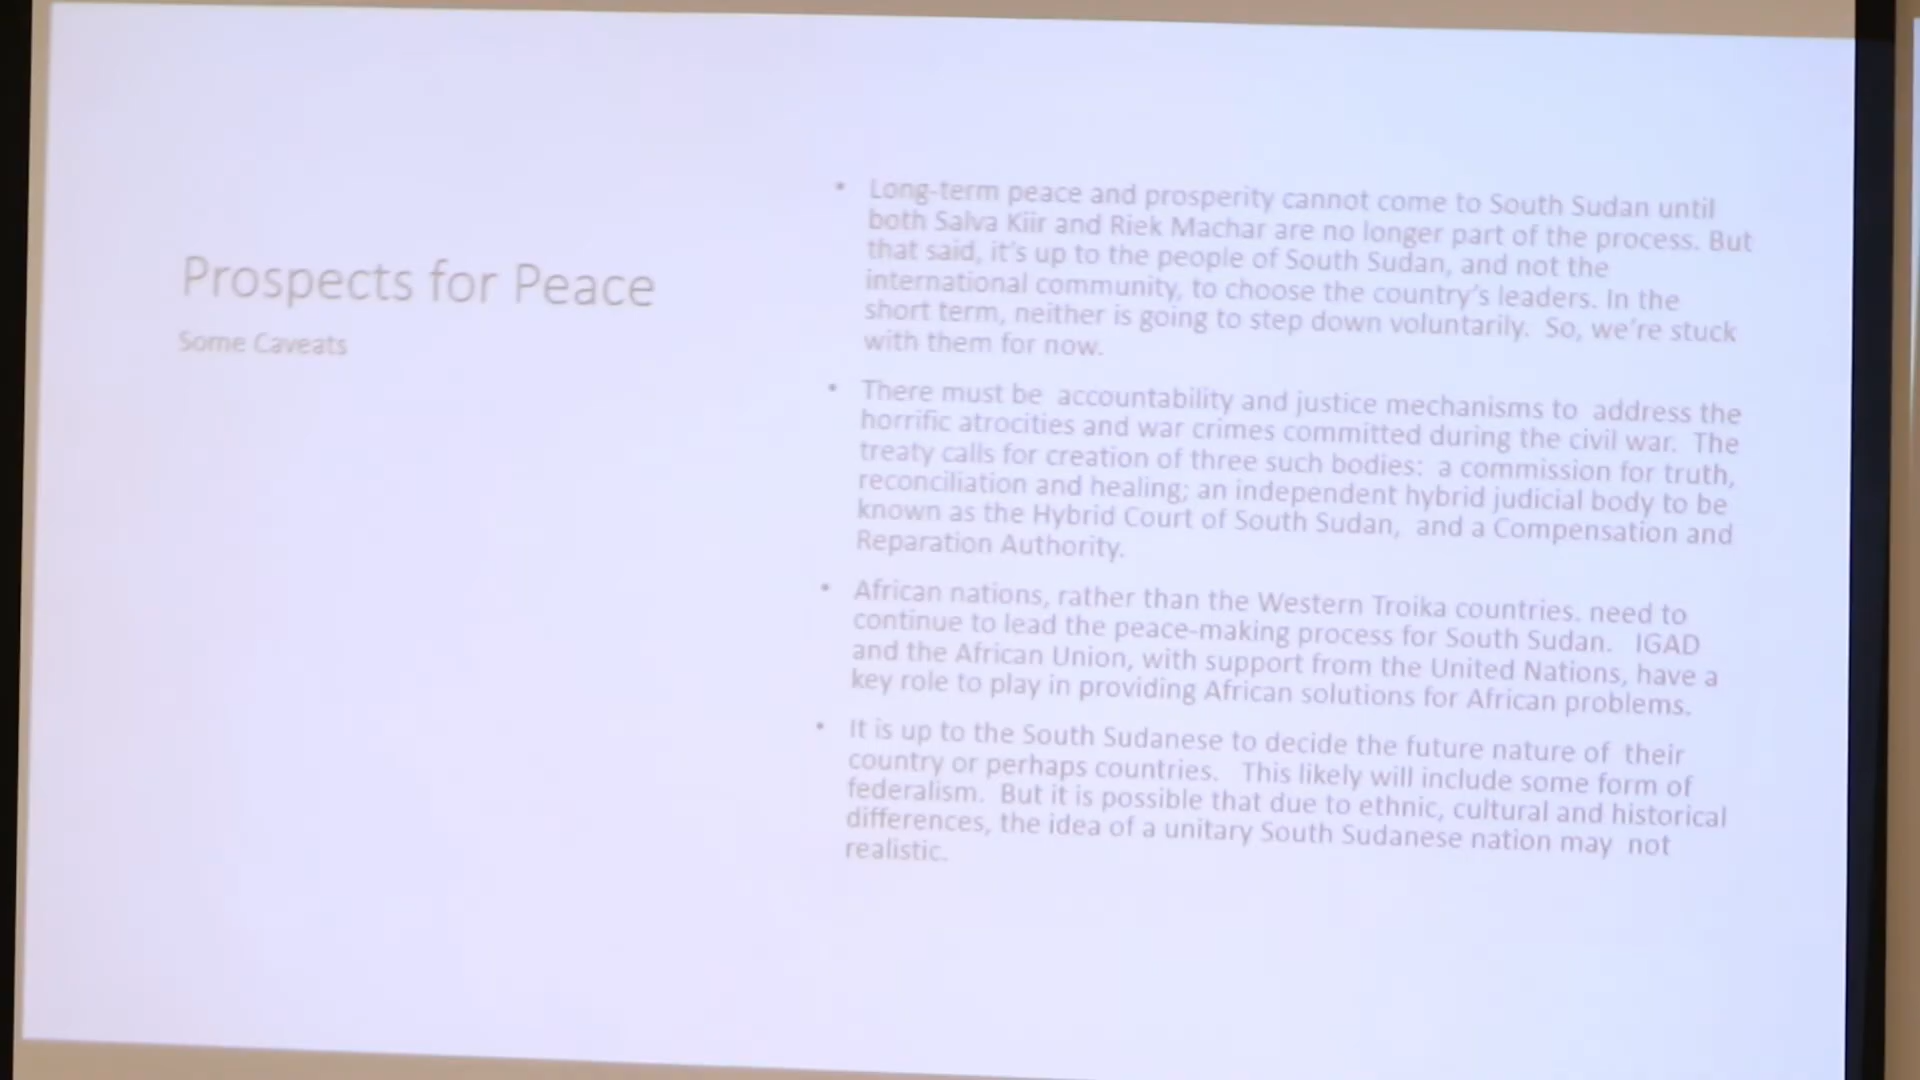 Prospects for Peace
Some Caveats
• Long-term peace and prosperity cannot come to South Sudan until
both Salva Kiir and Riek Machar are no longer part of the process. But
that said, it's up to the people of South Sudan, and not the
international community, to choose the country's leaders. In the
short term, neither is going to step down voluntarily.  So, we're stuck
with them for now.
• There must be  accountability and justice mechanisms to  address the
horrific atrocities and war crimes committed during the civil war.  The
treaty calls for creation of three such bodies:  a commission for truth,
reconciliation and healing; an independent hybrid judicial body to be
known as the Hybrid Court of South Sudan,  and a Compensation and
Reparation Authority.
• African nations, rather than the Western Troika countries. need to
continue to lead the peace-making process for South Sudan.   IGAD
and the African Union, with support from the United Nations, have a
key role to play in providing African solutions for African problems.
• It is up to the South Sudanese to decide the future nature of  their
country or perhaps countries.   This likely will include some form of
federalism.  But it is possible that due to ethnic, cultural and historical
differences, the idea of a unitary South Sudanese nation may  not
realistic.